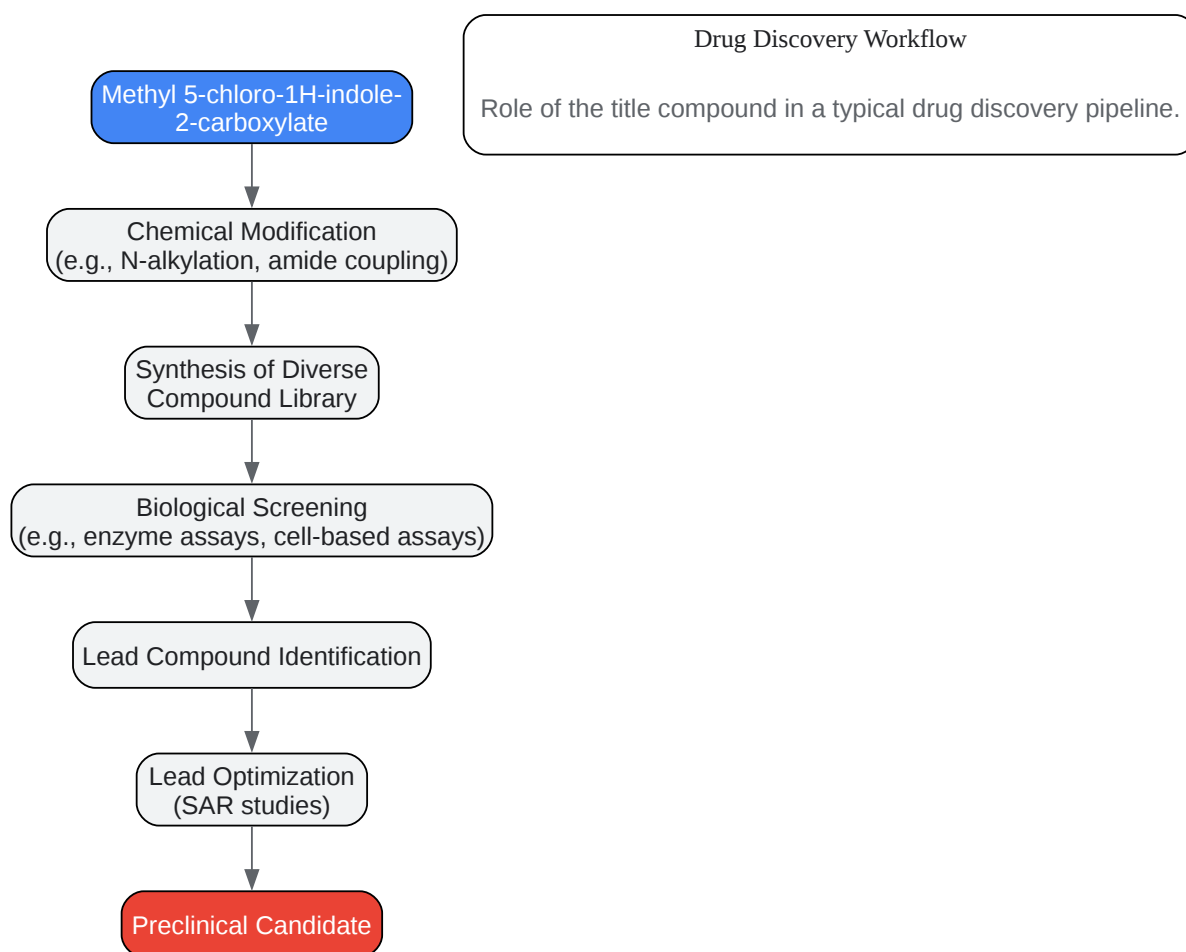 Drug Discovery Workflow
Role of the title compound in a typical drug discovery pipeline.
Methyl 5-chloro-1H-indole-
2-carboxylate
Chemical Modification
(e.g., N-alkylation, amide coupling)
Synthesis of Diverse
Compound Library
Biological Screening
(e.g., enzyme assays, cell-based assays)
Lead Compound Identification
Lead Optimization
(SAR studies)
Preclinical Candidate